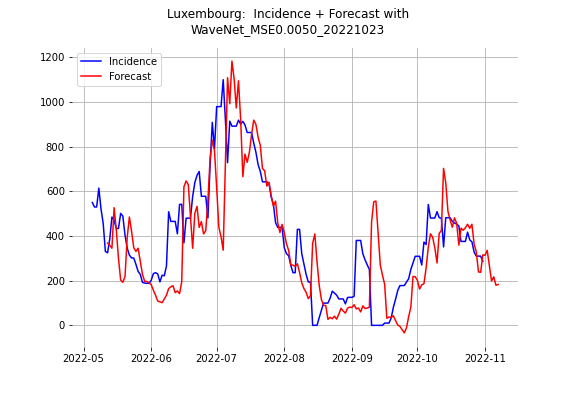 Luxembourg:  Incidence + Forecast with
WaveNet_MSE0.0050_20221023
Incidence
Forecast
1200
1000
800
600
400
200
0
2022-05 2022-06 2022-07 2022-08 2022-09 2022-10 2022-11